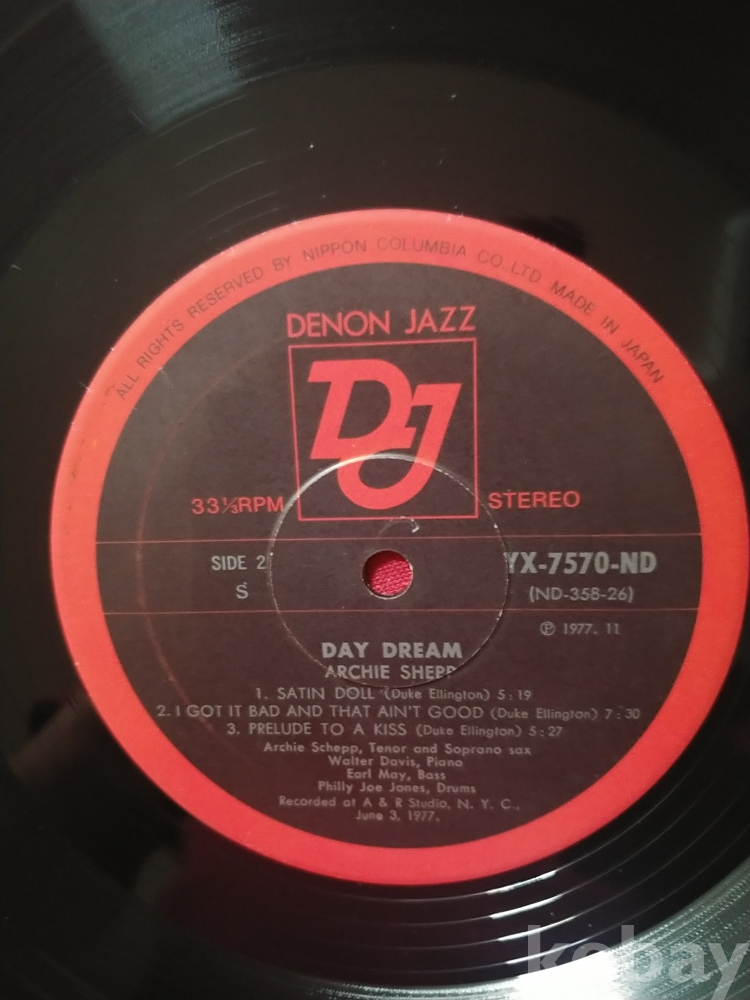 ALL RIGHTS RESERVED BY NIPPON COLUMBIA CO.,LTD MADE IN JAPAN
DENON JAZZ
DJ
33⅓RPM
STEREO
SIDE 2
YX-7570-ND
S
(ND-358-26)
℗ 1977. 11
DAY DREAM
ARCHIE SHEPP
1. SATIN DOLL (Duke Ellington) 5:19
2. I GOT IT BAD AND THAT AIN'T GOOD (Duke Ellington) 7:30
3. PRELUDE TO A KISS (Duke Ellington) 5:27
Archie Schepp, Tenor and Soprano sax
Walter Davis, Piano
Earl May, Bass
Philly Joe Jones, Drums
Recorded at A & R Studio, N. Y. C.,
June 3, 1977.
kobay